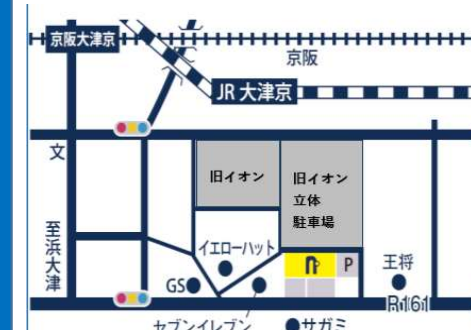 京阪大津京
京阪
JR 大津京
文
旧イオン
旧イオン
立体
駐車場
至浜大津
イエローハット
P
王将
GS
R161
セブンイレブン
サガミ